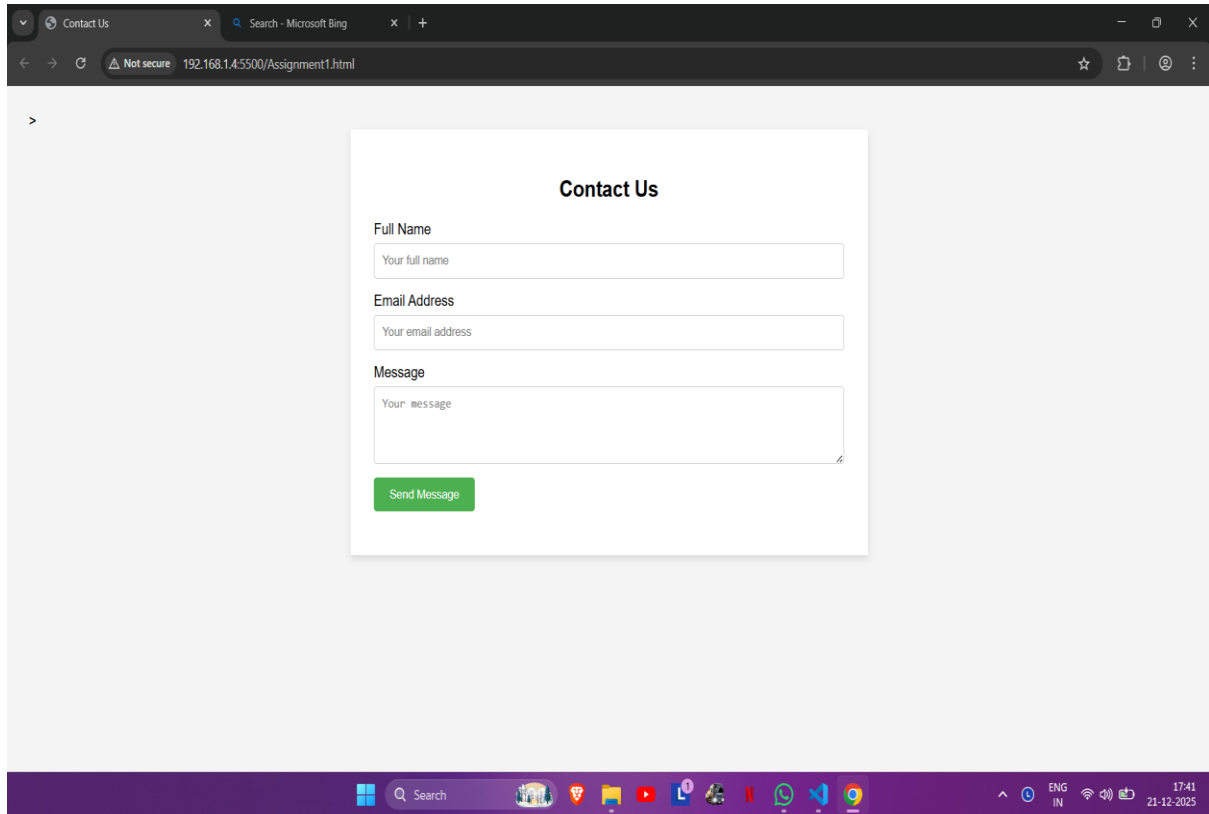 Contact Us
Search - Microsoft Bing
Not secure 192.168.1.4:5500/Assignment1.html
>
Contact Us
Full Name
Your full name
Email Address
Your email address
Message
Your message
Send Message
Search
L
1
N
ENG
IN
17:41
21-12-2025